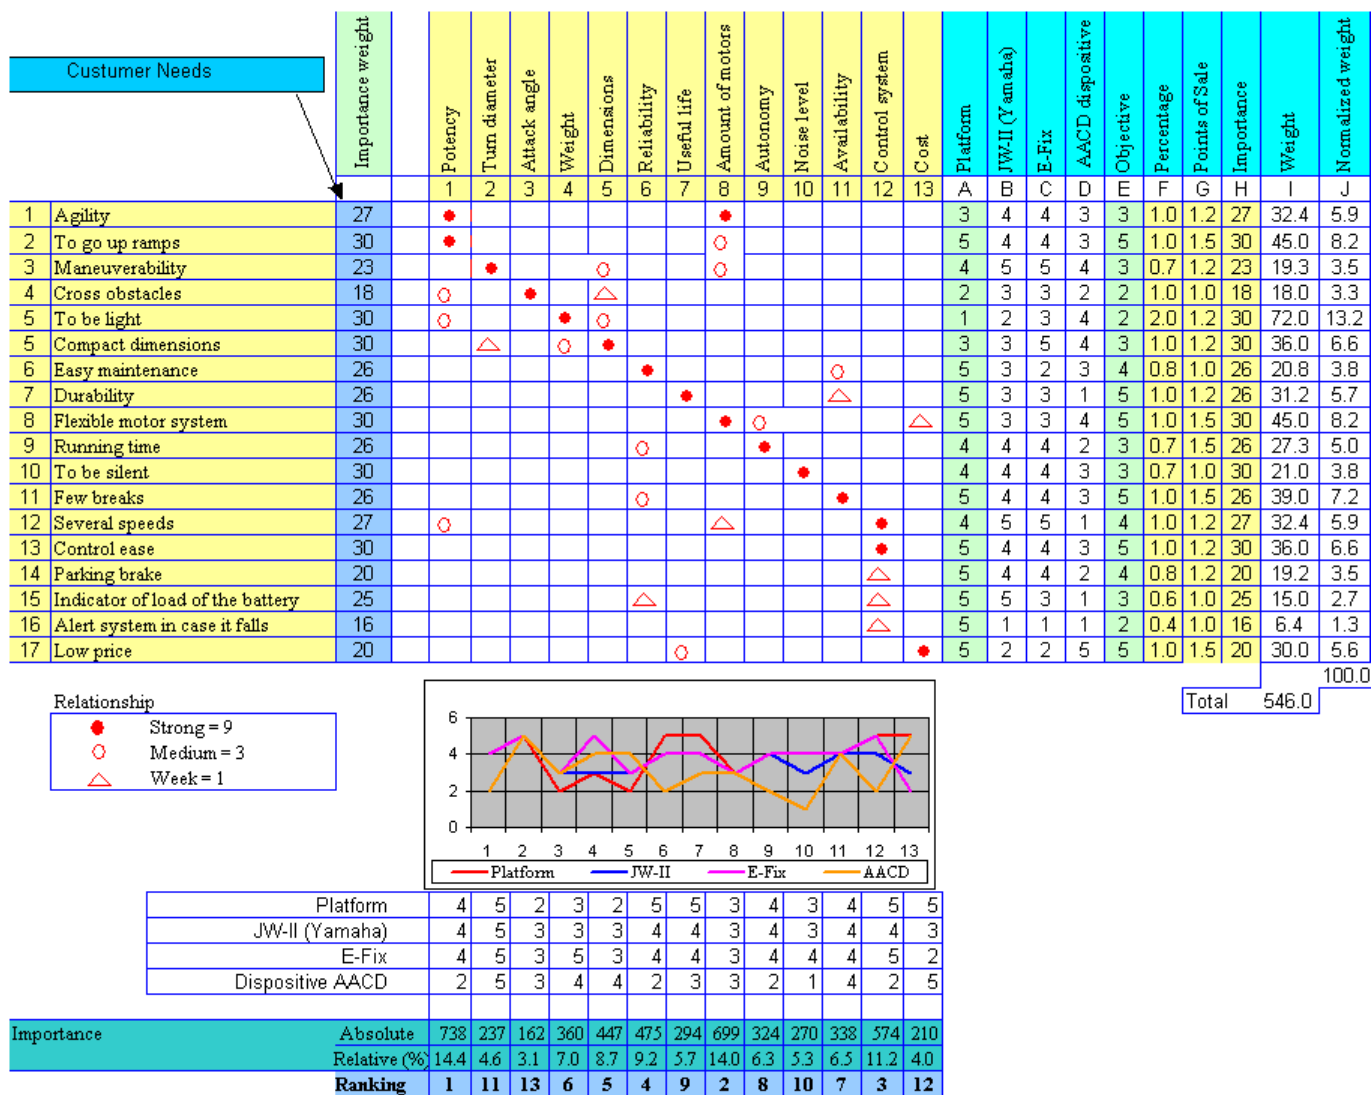 Custumer Needs
Importance weight
Potency
Turn diameter
Attack angle
Weight
Dimensions
Reliability
Useful life
Amount of motors
Autonomy
Noise level
Availability
Control system
Cost
Platform
JW-II (Yamaha)
E-Fix
AACD dispositive
Objective
Percentage
Points of Sale
Importance
Weight
Nomalized weight
1 2 3 4 5 6 7 8 9 10 11 12 13 A B C D E F G H I J
1 Agility 27 3 4 4 3 3 1.0 1.2 27 32.4 5.9
2 To go up ramps 30 5 4 4 3 5 1.0 1.5 30 45.0 8.2
3 Maneuverability 23 4 5 5 4 3 0.7 1.2 23 19.3 3.5
4 Cross obstacles 18 2 3 3 2 2 1.0 1.0 18 18.0 3.3
5 To be light 30 1 2 3 4 2 2.0 1.2 30 72.0 13.2
5 Compact dimensions 30 3 3 5 4 3 1.0 1.2 30 36.0 6.6
6 Easy maintenance 26 5 3 2 3 4 0.8 1.0 26 20.8 3.8
7 Durability 26 5 3 3 1 5 1.0 1.2 26 31.2 5.7
8 Flexible motor system 30 5 3 3 4 5 1.0 1.5 30 45.0 8.2
9 Running time 26 4 4 4 2 3 0.7 1.5 26 27.3 5.0
10 To be silent 30 4 4 4 3 3 0.7 1.0 30 21.0 3.8
11 Few breaks 26 5 4 4 3 5 1.0 1.5 26 39.0 7.2
12 Several speeds 27 4 5 5 1 4 1.0 1.2 27 32.4 5.9
13 Control ease 30 5 4 4 3 5 1.0 1.2 30 36.0 6.6
14 Parking brake 20 5 4 4 2 4 0.8 1.2 20 19.2 3.5
15 Indicator of load of the battery 25 5 5 3 1 3 0.6 1.0 25 15.0 2.7
16 Alert system in case it falls 16 5 1 1 1 2 0.4 1.0 16 6.4 1.3
17 Low price 20 5 2 2 5 5 1.0 1.5 20 30.0 5.6
100.0
Total 546.0
Relationship
Strong = 9
Medium = 3
Week = 1
6
4
2
0
1 2 3 4 5 6 7 8 9 10 11 12 13
Platform JW-II E-Fix AACD
Platform 4 5 2 3 2 5 5 3 4 3 4 5 5
JW-II (Yamaha) 4 5 3 3 3 4 4 3 4 3 4 4 3
E-Fix 4 5 3 5 3 4 4 3 4 4 4 5 2
Dispositive AACD 2 5 3 4 4 2 3 3 2 1 4 2 5
Importance Absolute 738 237 162 360 447 475 294 699 324 270 338 574 210
Relative (% 14.4 4.6 3.1 7.0 8.7 9.2 5.7 14.0 6.3 5.3 6.5 11.2 4.0
Ranking 1 11 13 6 5 4 9 2 8 10 7 3 12